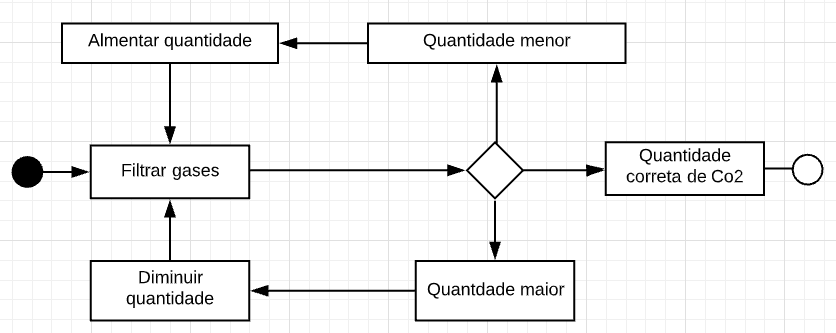 Almentar quantidade
Quantidade menor
Filtrar gases
Quantidade
correta de Co2
Diminuir
quantidade
Quantdade maior